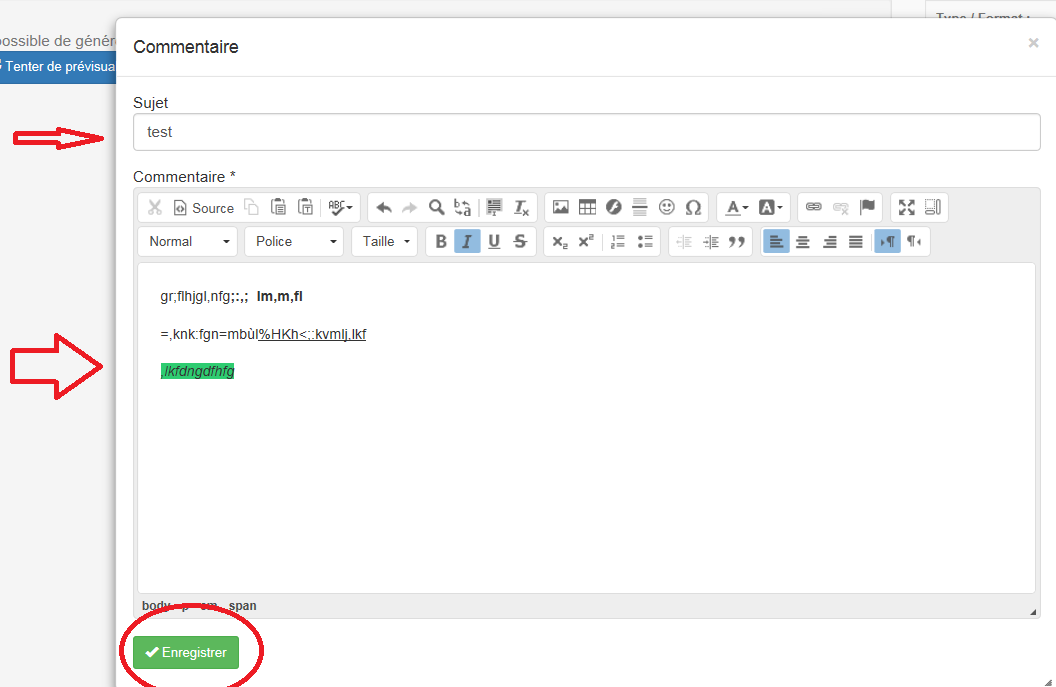 Type / Format :
possible de génér
Tenter de prévisua
Commentaire
×
Sujet
test
Commentaire *
Source
ABC
Normal
Police
Taille
B I U S
gr;flhjgl,nfg;:,;  lm,m,fl
=,knk:fgn=mbùl%HKh<;:kvmlj,lkf
,lkfdngdfhfg
body p em span
Enregistrer